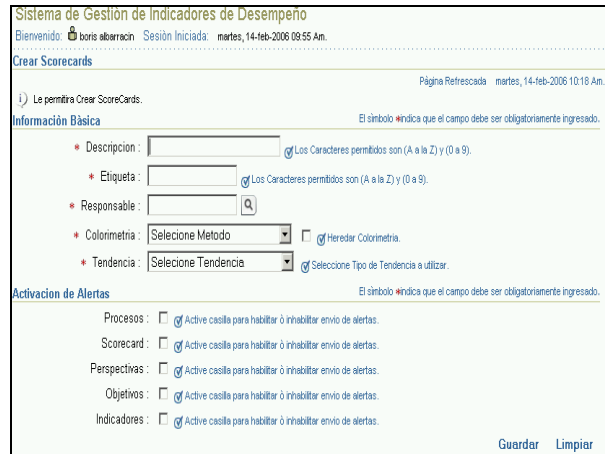 Sistema de Gestiòn de Indicadores de Desempeño
Bienvenido: boris albarracin Sesiòn Iniciada: martes, 14-feb-2006 09:55 Am.
Crear Scorecards
Página Refrescada martes, 14-feb-2006 10:18 Am.
Le permitira Crear ScoreCards.
Informaciòn Bàsica El sìmbolo *indica que el campo debe ser obligatoriamente ingresado.
* Descripcion : Los Caracteres permitidos son (A a la Z) y (0 a 9).
* Etiqueta : Los Caracteres permitidos son (A a la Z) y (0 a 9).
* Responsable :
* Colorimetria : Selecione Metodo Heredar Colorimetria.
* Tendencia : Selecione Tendencia Seleccione Tipo de Tendencia a utilizar.
Activacion de Alertas El sìmbolo *indica que el campo debe ser obligatoriamente ingresado.
Procesos : Active casilla para habilitar ò inhabilitar envio de alertas.
Scorecard : Active casilla para habilitar ò inhabilitar envio de alertas.
Perspectivas : Active casilla para habilitar ò inhabilitar envio de alertas.
Objetivos : Active casilla para habilitar ò inhabilitar envio de alertas.
Indicadores : Active casilla para habilitar ò inhabilitar envio de alertas.
Guardar Limpiar